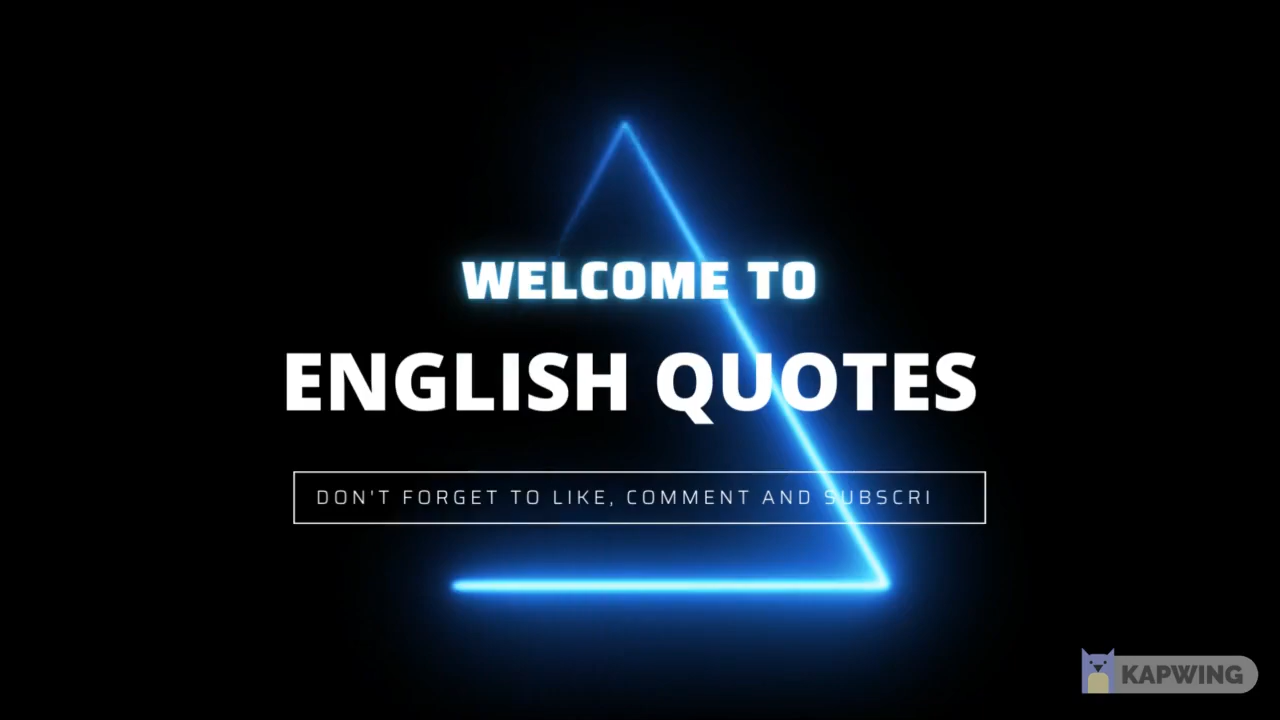 WELCOME TO
ENGLISH QUOTES
DON'T FORGET TO LIKE, COMMENT AND SUBSCRI
KAPWING